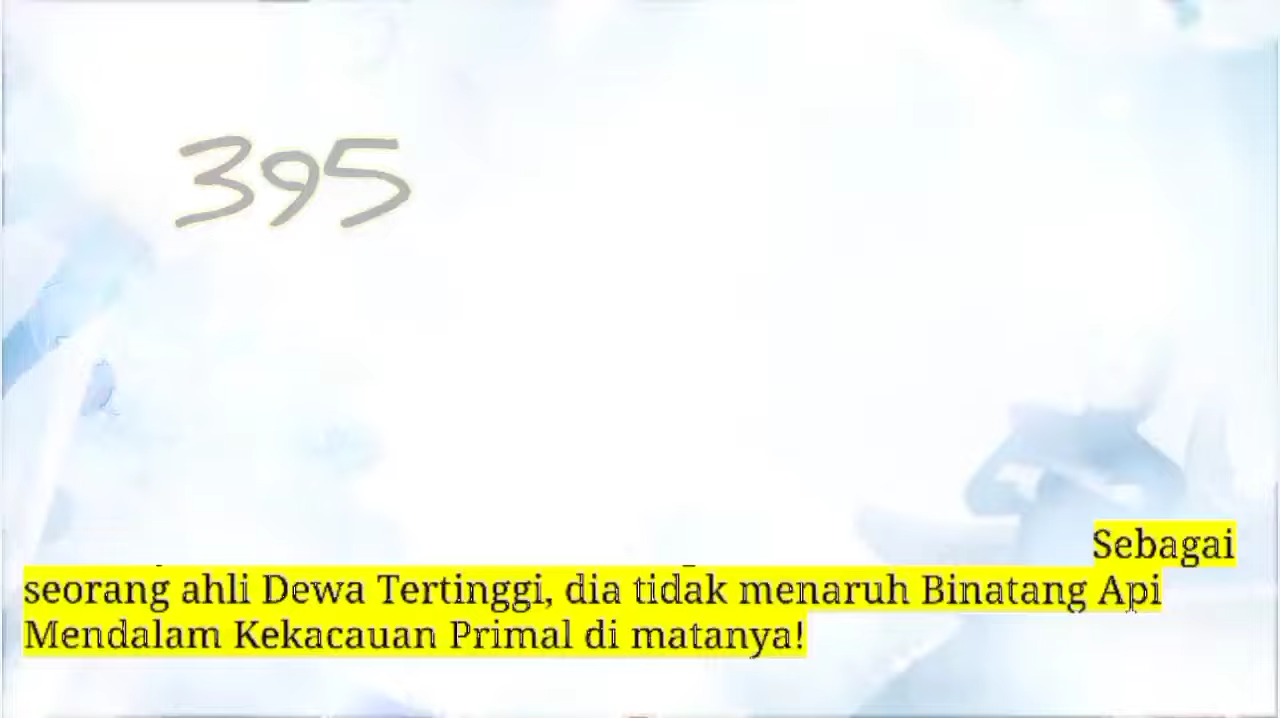 395
Sebagai
seorang ahli Dewa Tertinggi, dia tidak menaruh Binatang Api
Mendalam Kekacauan Primal di matanya!